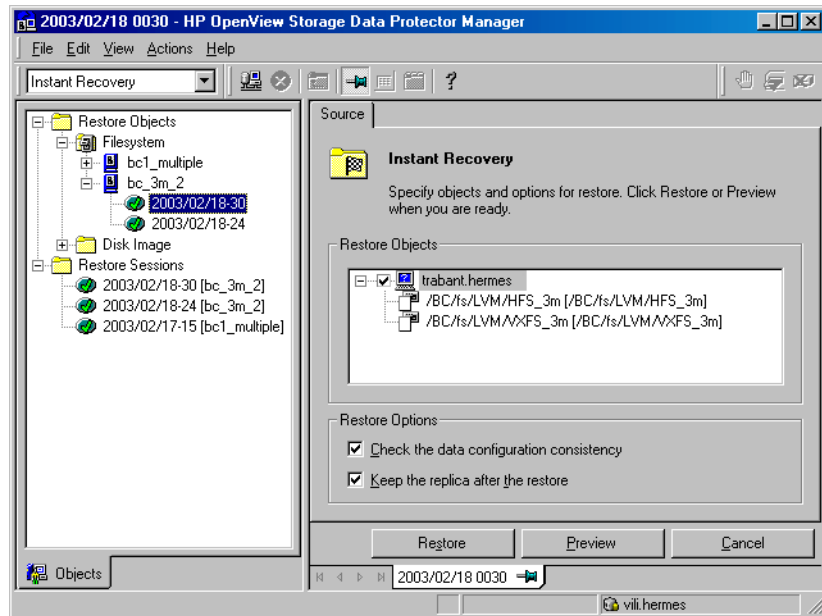 2003/02/18 0030 - HP OpenView Storage Data Protector Manager
File Edit View Actions Help
Instant Recovery
Restore Objects
Filesystem
bc1_multiple
bc_3m_2
2003/02/18-30
2003/02/18-24
Disk Image
Restore Sessions
2003/02/18-30 [bc_3m_2]
2003/02/18-24 [bc_3m_2]
2003/02/17-15 [bc1_multiple]
Objects
Source
Instant Recovery
Specify objects and options for restore. Click Restore or Preview
when you are ready.
Restore Objects
trabant.hermes
/BC/fs/LVM/HFS_3m [/BC/fs/LVM/HFS_3m]
/BC/fs/LVM/VXFS_3m [/BC/fs/LVM/VXFS_3m]
Restore Options
Check the data configuration consistency
Keep the replica after the restore
Restore Preview Cancel
2003/02/18 0030
vili.hermes